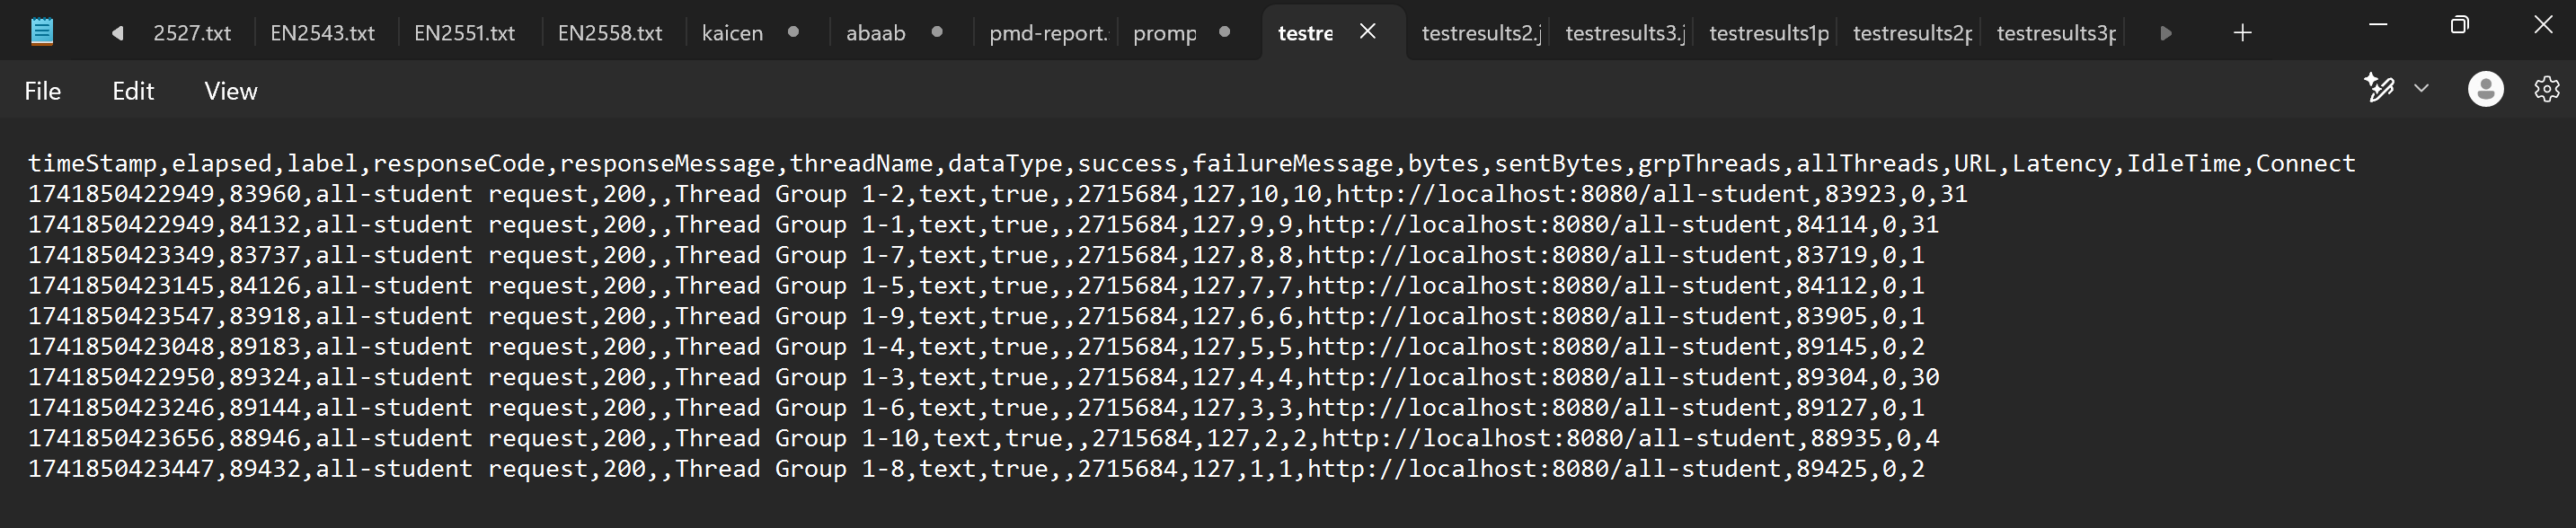 2527.txt EN2543.txt EN2551.txt EN2558.txt kaicen abaab pmd-report. promp testre testresults2.j testresults3.j testresults1p testresults2p testresults3p
File Edit View
timeStamp,elapsed,label,responseCode,responseMessage,threadName,dataType,success,failureMessage,bytes,sentBytes,grpThreads,allThreads,URL,Latency,IdleTime,Connect
1741850422949,83960,all-student request,200,,Thread Group 1-2,text,true,,2715684,127,10,10,http://localhost:8080/all-student,83923,0,31
1741850422949,84132,all-student request,200,,Thread Group 1-1,text,true,,2715684,127,9,9,http://localhost:8080/all-student,84114,0,31
1741850423349,83737,all-student request,200,,Thread Group 1-7,text,true,,2715684,127,8,8,http://localhost:8080/all-student,83719,0,1
1741850423145,84126,all-student request,200,,Thread Group 1-5,text,true,,2715684,127,7,7,http://localhost:8080/all-student,84112,0,1
1741850423547,83918,all-student request,200,,Thread Group 1-9,text,true,,2715684,127,6,6,http://localhost:8080/all-student,83905,0,1
1741850423048,89183,all-student request,200,,Thread Group 1-4,text,true,,2715684,127,5,5,http://localhost:8080/all-student,89145,0,2
1741850422950,89324,all-student request,200,,Thread Group 1-3,text,true,,2715684,127,4,4,http://localhost:8080/all-student,89304,0,30
1741850423246,89144,all-student request,200,,Thread Group 1-6,text,true,,2715684,127,3,3,http://localhost:8080/all-student,89127,0,1
1741850423656,88946,all-student request,200,,Thread Group 1-10,text,true,,2715684,127,2,2,http://localhost:8080/all-student,88935,0,4
1741850423447,89432,all-student request,200,,Thread Group 1-8,text,true,,2715684,127,1,1,http://localhost:8080/all-student,89425,0,2